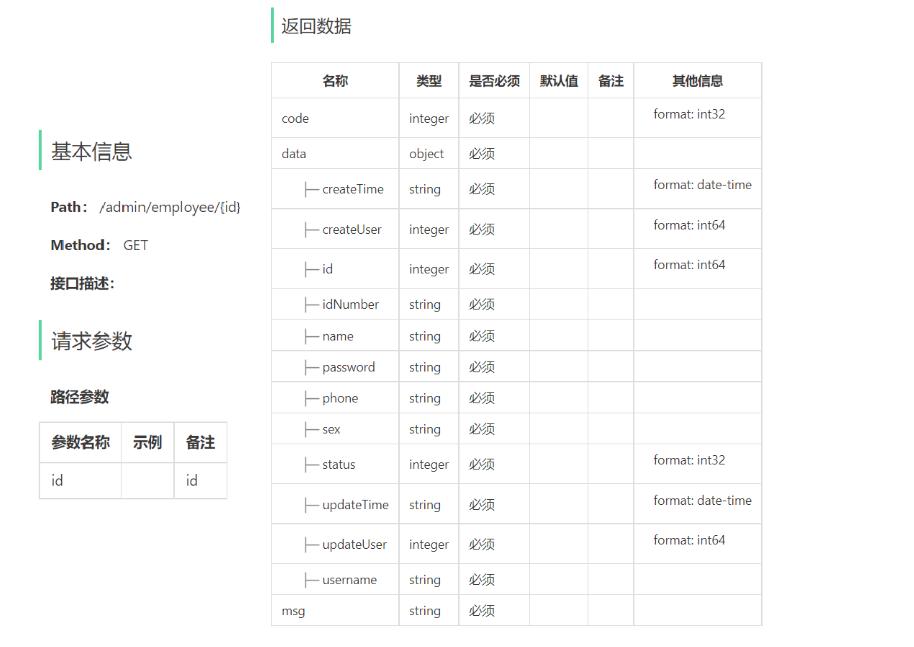 基本信息
Path： /admin/employee/{id}
Method： GET
接口描述：
请求参数
路径参数
参数名称 示例 备注
id id
返回数据
名称 类型 是否必须 默认值 备注 其他信息
code integer 必须 format: int32
data object 必须
├─ createTime string 必须 format: date-time
├─ createUser integer 必须 format: int64
├─ id integer 必须 format: int64
├─ idNumber string 必须
├─ name string 必须
├─ password string 必须
├─ phone string 必须
├─ sex string 必须
├─ status integer 必须 format: int32
├─ updateTime string 必须 format: date-time
├─ updateUser integer 必须 format: int64
├─ username string 必须
msg string 必须